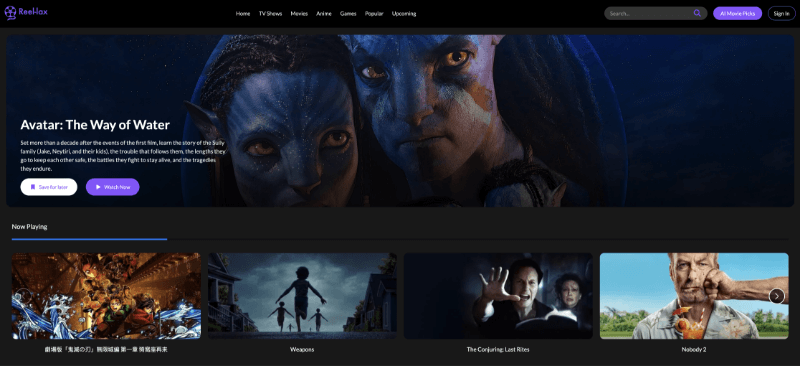 ReelHax
Home TV Shows Movies Anime Games Popular Upcoming
Search...
AI Movie Picks
Sign In
Avatar: The Way of Water
Set more than a decade after the events of the first film, learn the story of the Sully
family (Jake, Neytiri, and their kids), the trouble that follows them, the lengths they
go to keep each other safe, the battles they fight to stay alive, and the tragedies
they endure.
Save for later
Watch Now
Now Playing
劇場版「鬼滅の刃」無限城編 第一章 猗窩座再来
Weapons
The Conjuring: Last Rites
Nobody 2